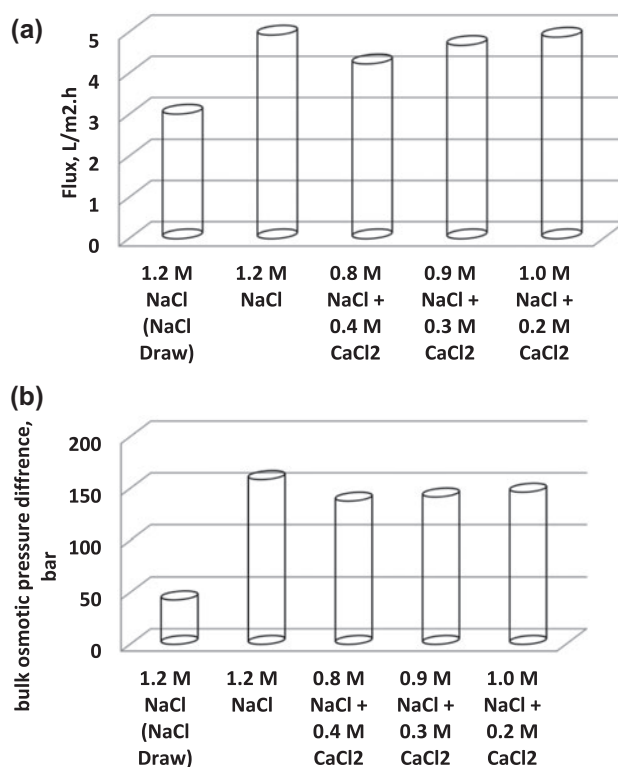 (a)
Flux, L/m2.h
5
4
3
2
1
0
1.2 M
NaCl
(NaCl
Draw)
1.2 M
NaCl
0.8 M
NaCl +
0.4 M
CaCl2
0.9 M
NaCl +
0.3 M
CaCl2
1.0 M
NaCl +
0.2 M
CaCl2
(b)
bulk osmotic pressure diffrence,
bar
200
150
100
50
0
1.2 M
NaCl
(NaCl
Draw)
1.2 M
NaCl
0.8 M
NaCl +
0.4 M
CaCl2
0.9 M
NaCl +
0.3 M
CaCl2
1.0 M
NaCl +
0.2 M
CaCl2